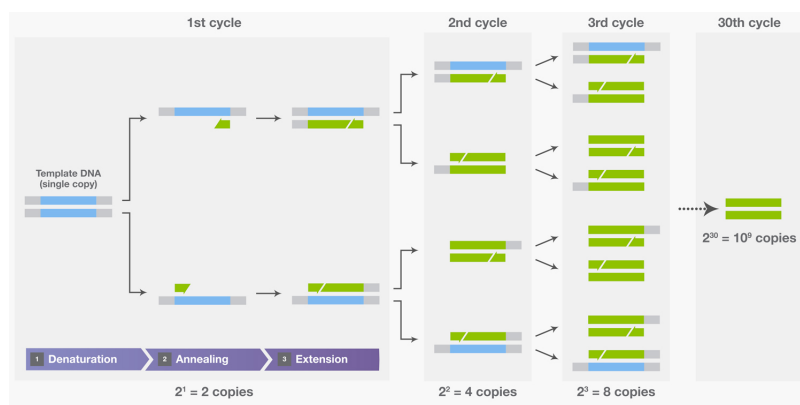 1st cycle
2nd cycle
3rd cycle
30th cycle
Template DNA
(single copy)
2³⁰ = 10⁹ copies
1 Denaturation
2 Annealing
3 Extension
2¹ = 2 copies
2² = 4 copies
2³ = 8 copies